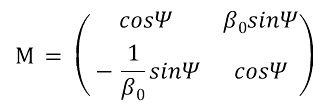 M = ( cosΨ β₀sinΨ
− 1/β₀ sinΨ cosΨ )